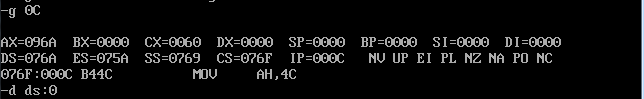 -g 0C
AX=096A BX=0000 CX=0060 DX=0000 SP=0000 BP=0000 SI=0000 DI=0000
DS=076A ES=075A SS=0769 CS=076F IP=000C NV UP EI PL NZ NA PO NC
076F:000C B44C MOV AH,4C
-d ds:0